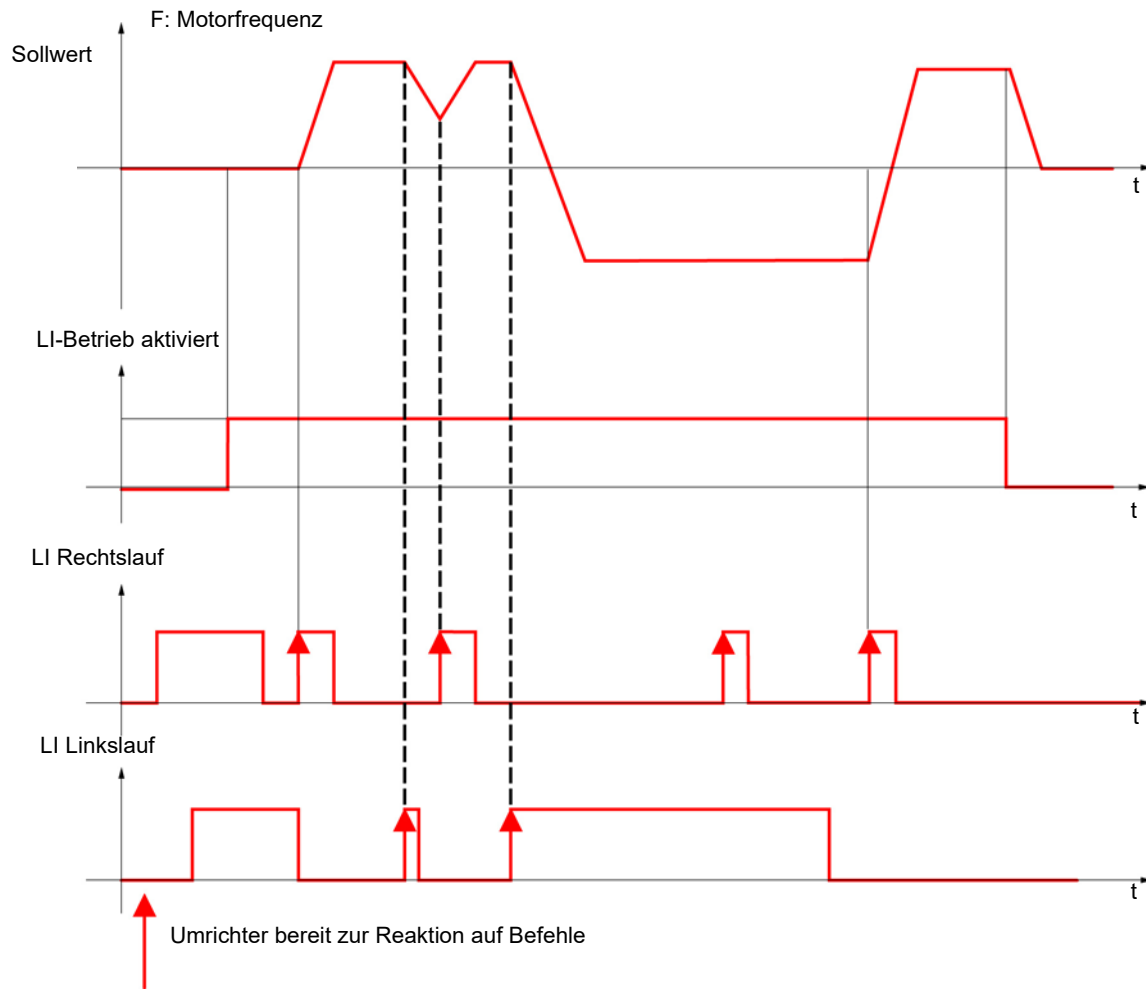 F: Motorfrequenz
Sollwert
t
LI-Betrieb aktiviert
t
LI Rechtslauf
t
LI Linkslauf
t
Umrichter bereit zur Reaktion auf Befehle